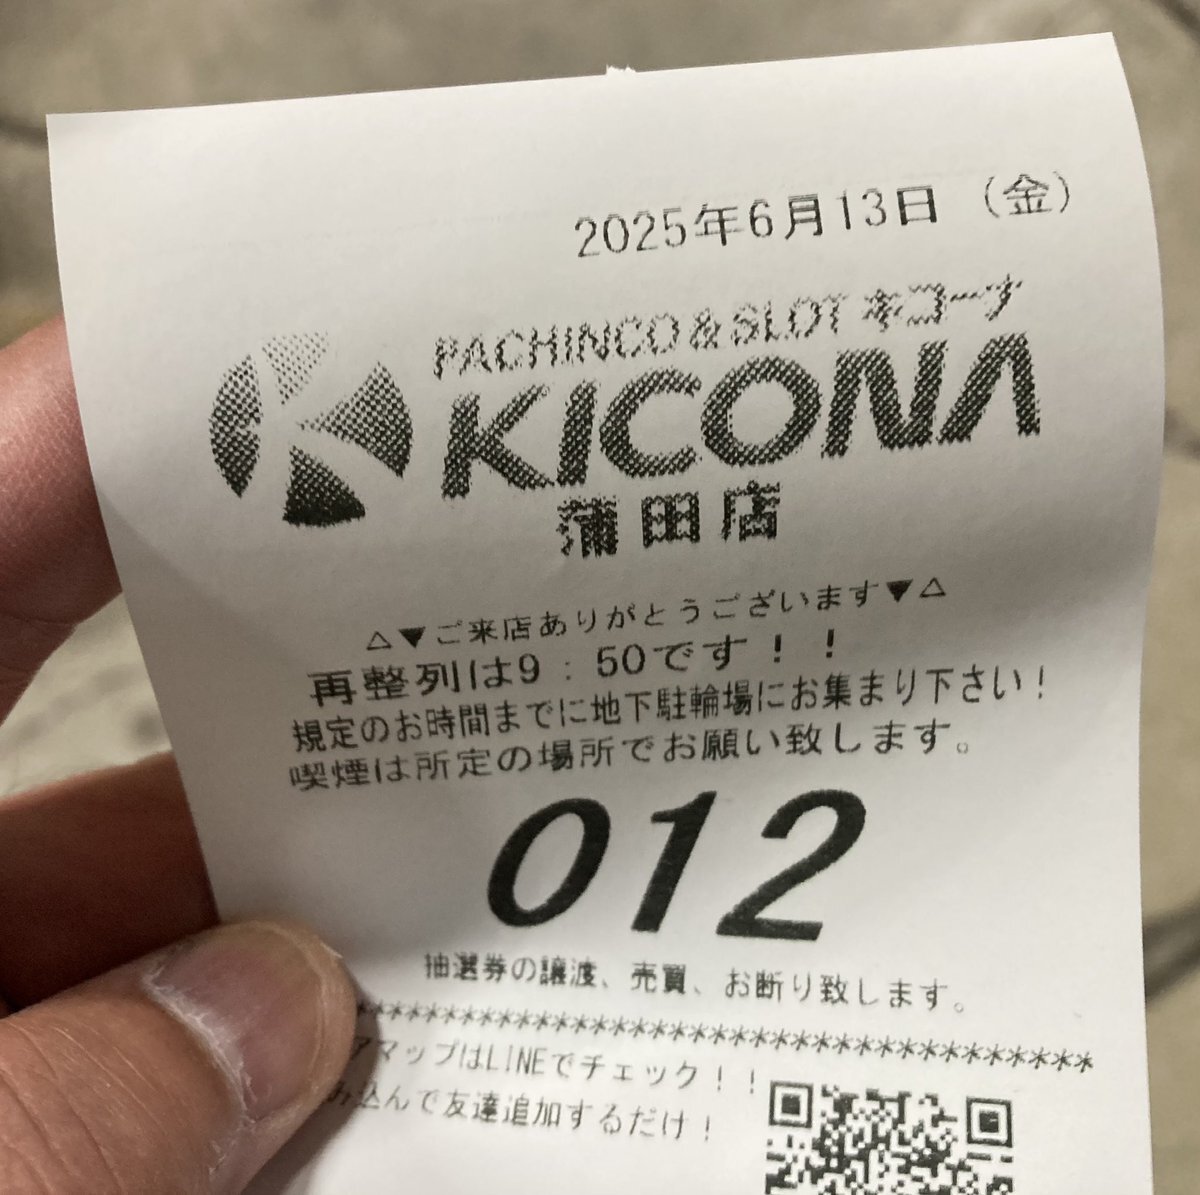 2025年6月13日 (金)
PACHINCO & SLOT キコーナ
KICONA
蒲田店
△▼ご来店ありがとうございます▼△
再整列は9：50です！！
規定のお時間までに地下駐輪場にお集まり下さい！
喫煙は所定の場所でお願い致します。
012
抽選券の譲渡、売買、お断り致します。
**************************************
アマップはLINEでチェック！！
み込んで友達追加するだけ！